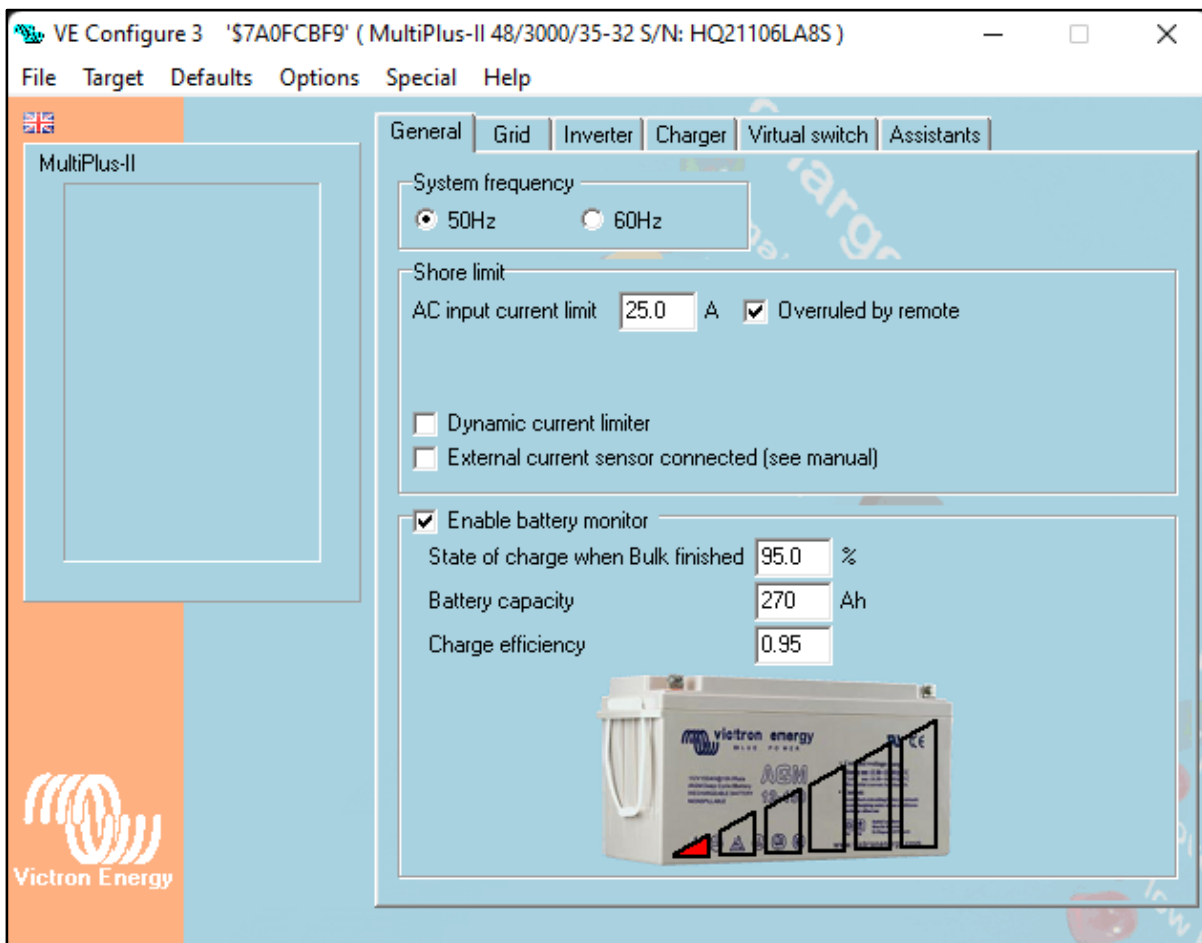 VE Configure 3 '$7A0FCBF9' ( MultiPlus-II 48/3000/35-32 S/N: HQ21106LA8S )
File Target Defaults Options Special Help
MultiPlus-II
General Grid Inverter Charger Virtual switch Assistants
System frequency
50Hz 60Hz
Shore limit
AC input current limit 25.0 A Overruled by remote
Dynamic current limiter
External current sensor connected (see manual)
Enable battery monitor
State of charge when Bulk finished 95.0 %
Battery capacity 270 Ah
Charge efficiency 0.95
victron energy
BLUE POWER
AGM
Victron Energy